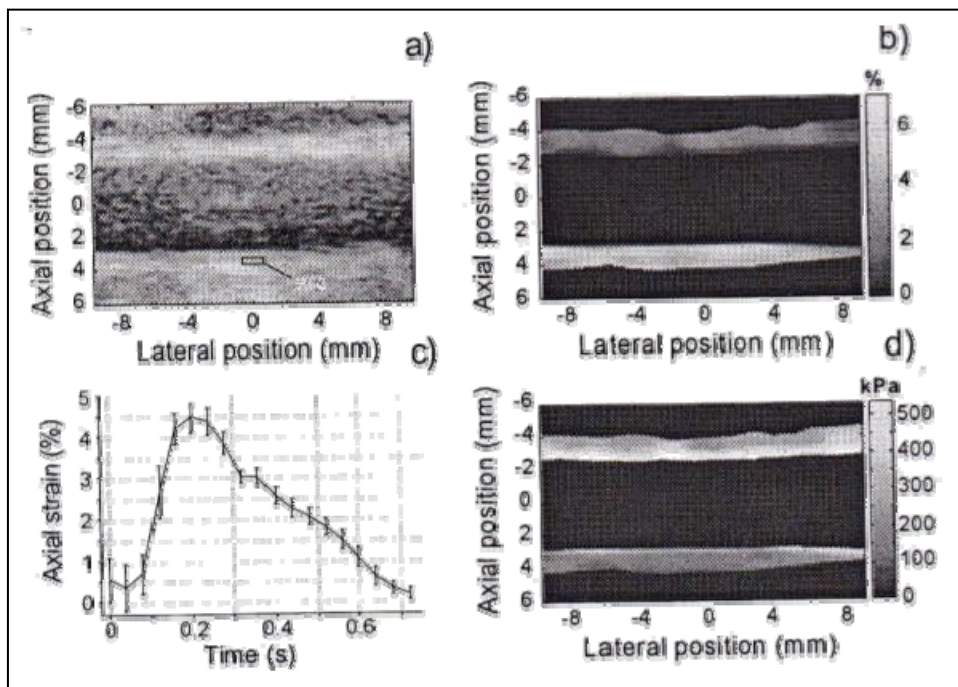 a)
Axial position (mm)
-6
-4
-2
0
2
4
6
-8 -4 0 4 8
Lateral position (mm)
b)
%
Axial position (mm)
-6
-4
-2
0
2
4
6
-8 -4 0 4 8
Lateral position (mm)
6
4
2
0
c)
Axial strain (%)
5
4
3
2
1
0
0 0.2 0.4 0.6
Time (s)
d)
kPa
Axial position (mm)
-6
-4
-2
0
2
4
6
-8 -4 0 4 8
Lateral position (mm)
500
400
300
200
100
0